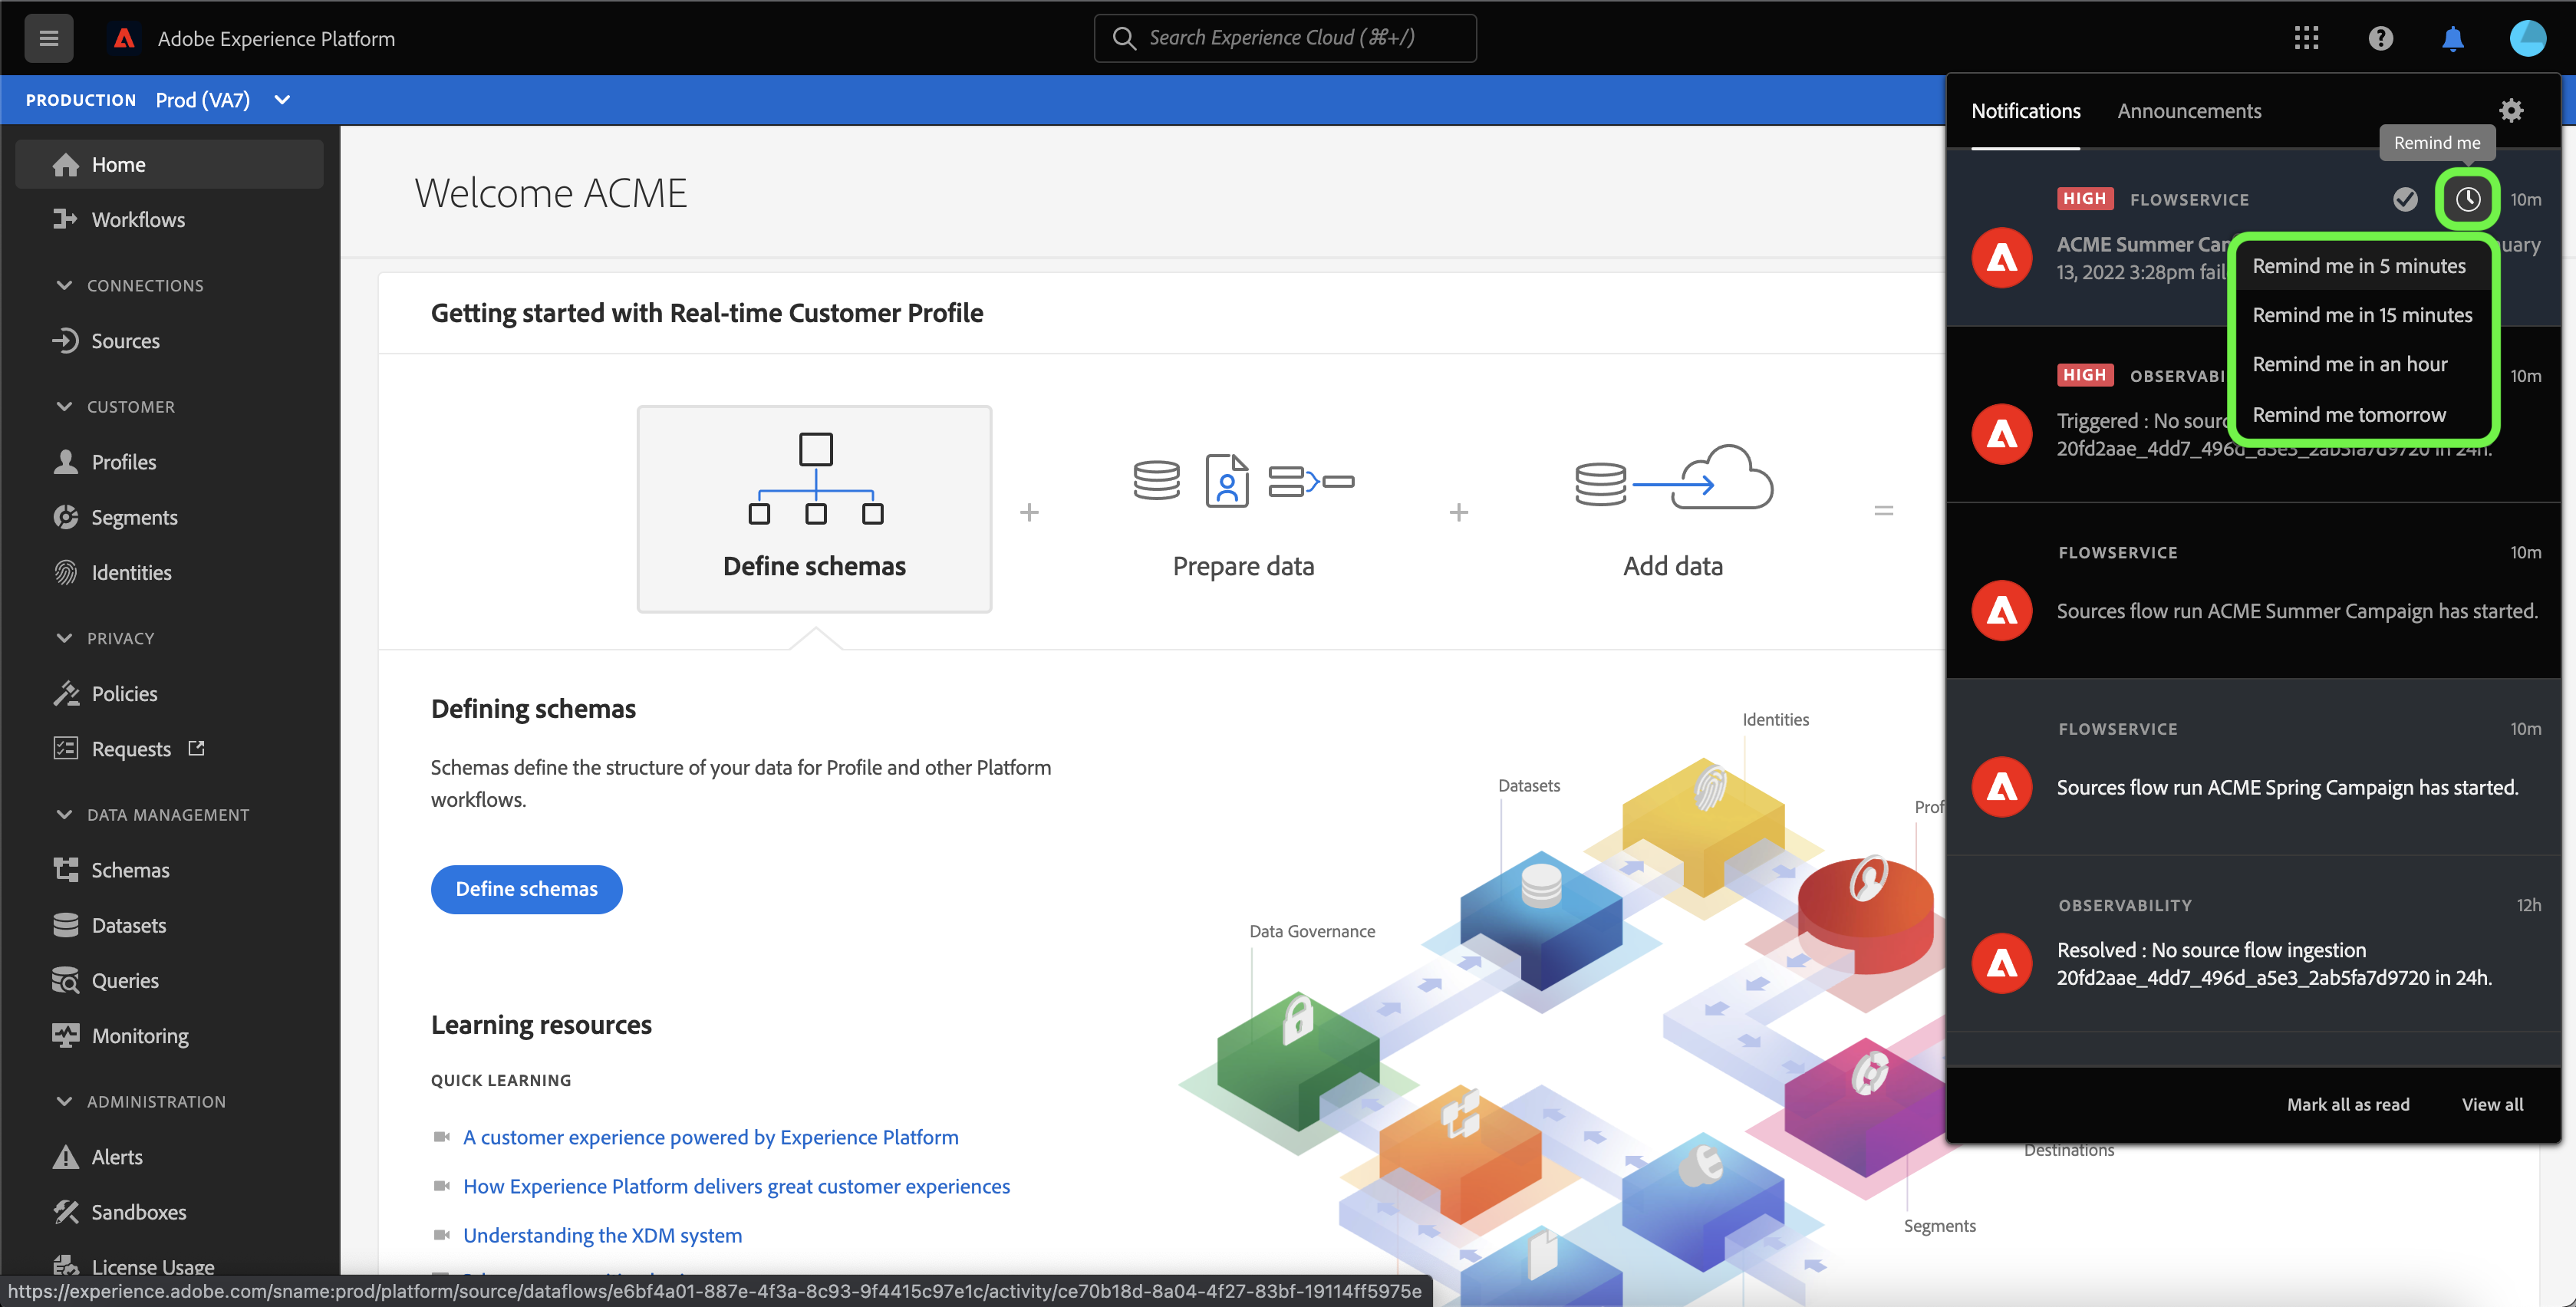 Adobe Experience Platform
Search Experience Cloud (⌘+/)
PRODUCTION Prod (VA7)
Home
Workflows
CONNECTIONS
Sources
CUSTOMER
Profiles
Segments
Identities
PRIVACY
Policies
Requests
DATA MANAGEMENT
Schemas
Datasets
Queries
Monitoring
ADMINISTRATION
Alerts
Sandboxes
License Usage
Welcome ACME
Getting started with Real-time Customer Profile
Define schemas
+
Prepare data
+
Add data
=
Defining schemas
Schemas define the structure of your data for Profile and other Platform
workflows.
Define schemas
Learning resources
QUICK LEARNING
A customer experience powered by Experience Platform
How Experience Platform delivers great customer experiences
Understanding the XDM system
Identities
Datasets
Prof
Data Governance
Destinations
Segments
Notifications Announcements
Remind me
HIGH FLOWSERVICE 10m
ACME Summer Ca
uary
13, 2022 3:28pm fail
Remind me in 5 minutes
Remind me in 15 minutes
Remind me in an hour
Remind me tomorrow
HIGH OBSERVABI 10m
Triggered : No sourc
20fd2aae_4dd7_496d_a5e3_2ab5fa7d9720 in 24h.
FLOWSERVICE 10m
Sources flow run ACME Summer Campaign has started.
FLOWSERVICE 10m
Sources flow run ACME Spring Campaign has started.
OBSERVABILITY 12h
Resolved : No source flow ingestion
20fd2aae_4dd7_496d_a5e3_2ab5fa7d9720 in 24h.
Mark all as read View all
https://experience.adobe.com/sname:prod/platform/source/dataflows/e6bf4a01-887e-4f3a-8c93-9f4415c97e1c/activity/ce70b18d-8a04-4f27-83bf-19114ff5975e